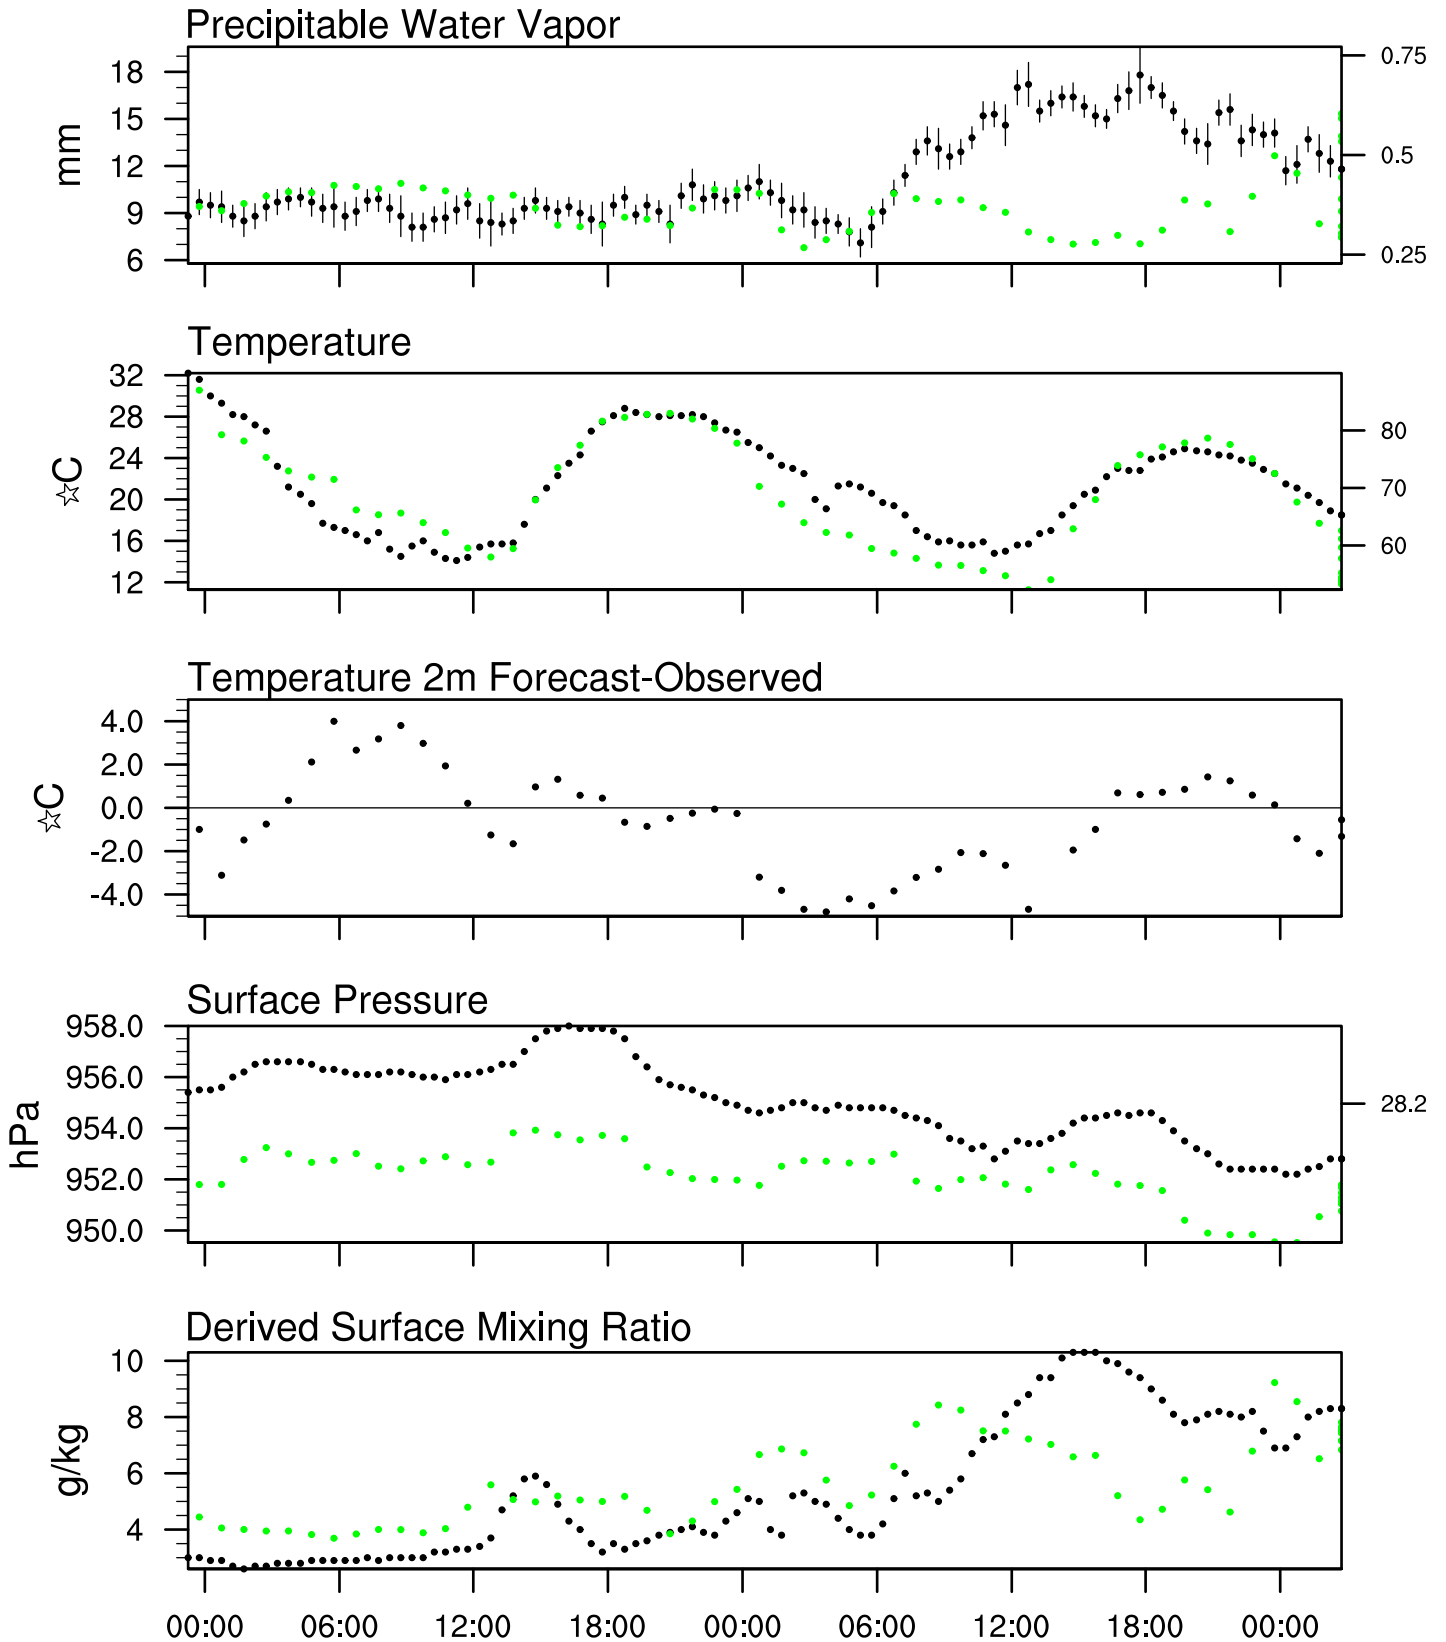 Precipitable Water Vapor
18
15
12
9
6
mm
0.75
0.5
0.25
Temperature
32
28
24
20
16
12
☆C
80
70
60
Temperature 2m Forecast-Observed
4.0
2.0
0.0
-2.0
-4.0
☆C
Surface Pressure
958.0
956.0
954.0
952.0
950.0
hPa
28.2
Derived Surface Mixing Ratio
10
8
6
4
g/kg
00:00 06:00 12:00 18:00 00:00 06:00 12:00 18:00 00:00